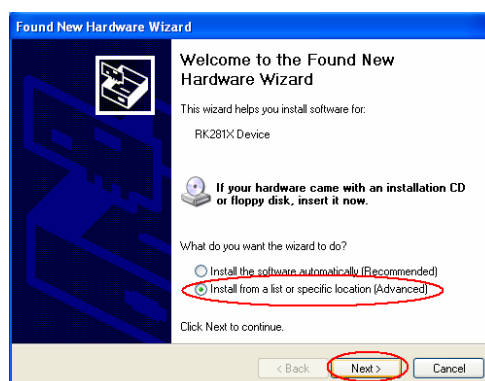 Found New Hardware Wizard
Welcome to the Found New
Hardware Wizard
This wizard helps you install software for:
RK281X Device
If your hardware came with an installation CD
or floppy disk, insert it now.
What do you want the wizard to do?
Install the software automatically (Recommended)
Install from a list or specific location (Advanced)
Click Next to continue.
< Back
Next >
Cancel